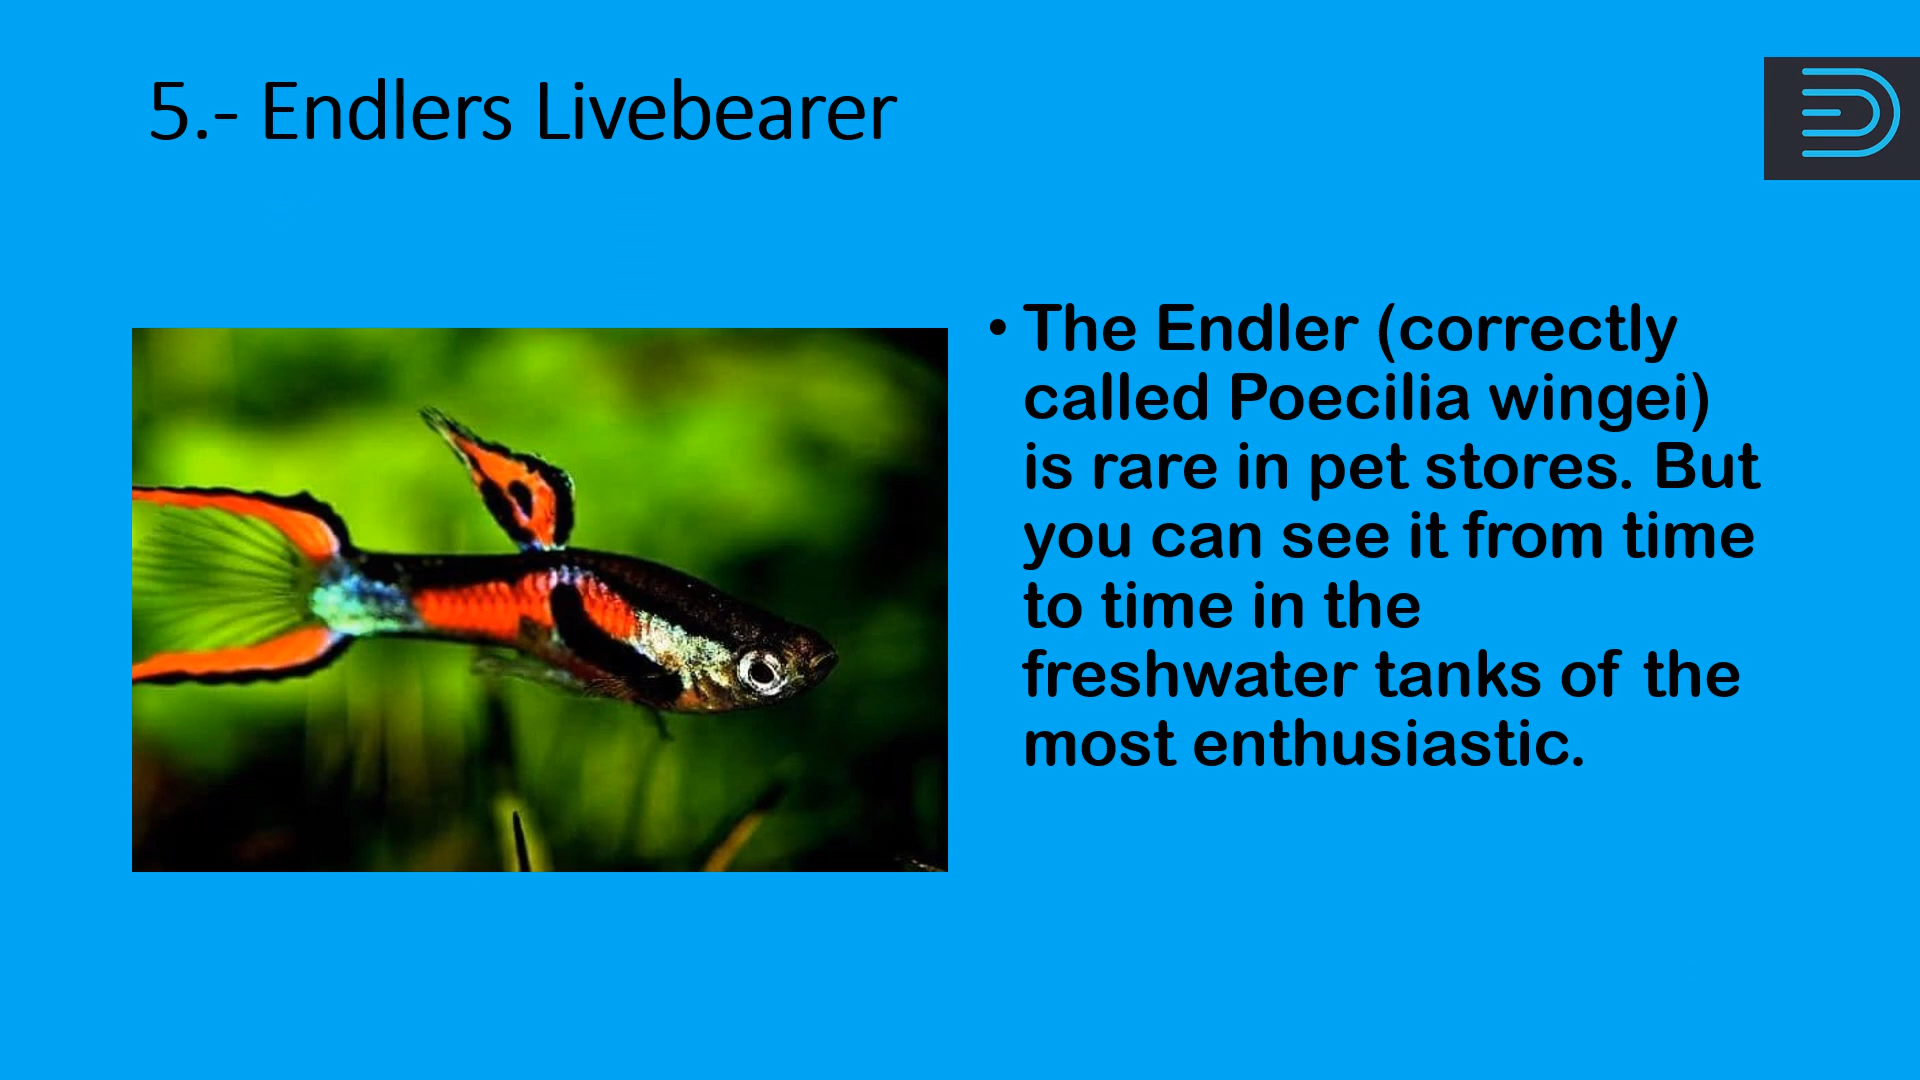 5.- Endlers Livebearer
• The Endler (correctly
called Poecilia wingei)
is rare in pet stores. But
you can see it from time
to time in the
freshwater tanks of the
most enthusiastic.